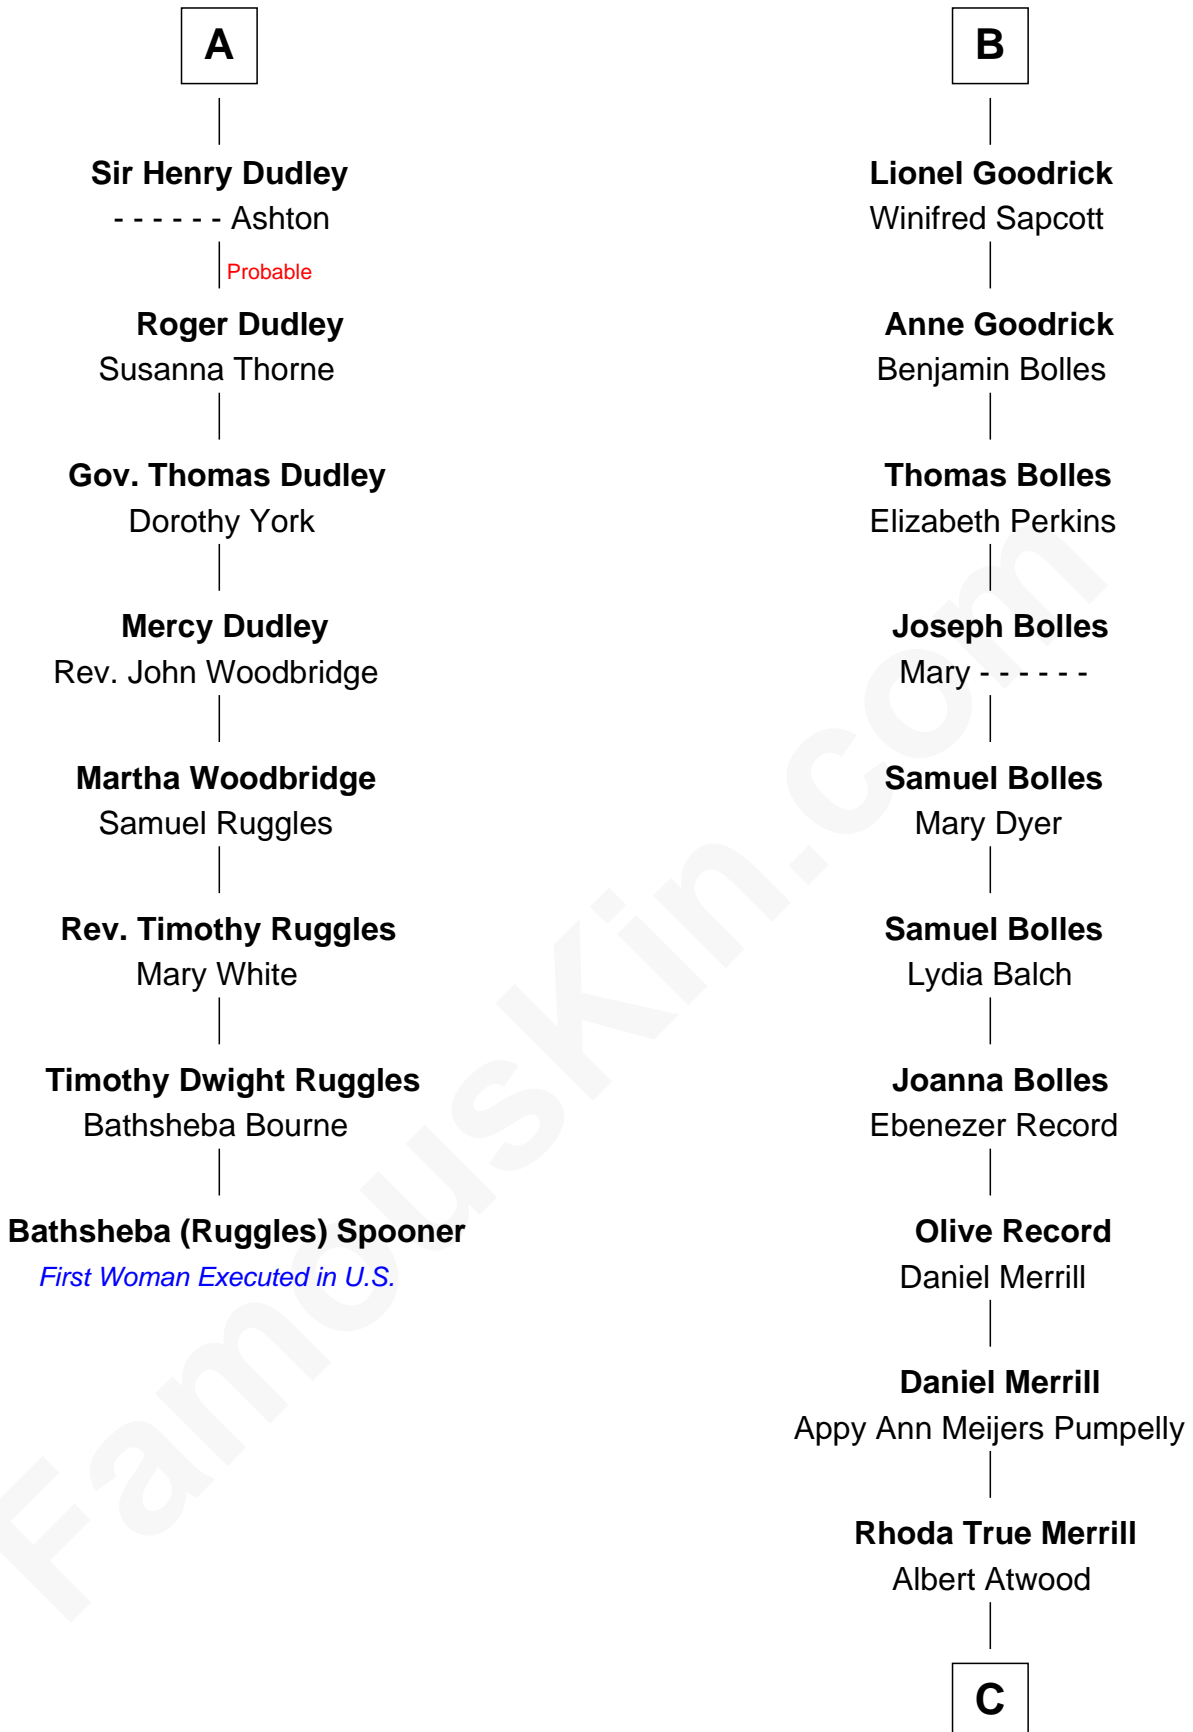 A
Sir Henry Dudley
- - - - - - Ashton
Probable
Roger Dudley
Susanna Thorne
Gov. Thomas Dudley
Dorothy York
Mercy Dudley
Rev. John Woodbridge
Martha Woodbridge
Samuel Ruggles
Rev. Timothy Ruggles
Mary White
Timothy Dwight Ruggles
Bathsheba Bourne
Bathsheba (Ruggles) Spooner
First Woman Executed in U.S.
B
Lionel Goodrick
Winifred Sapcott
Anne Goodrick
Benjamin Bolles
Thomas Bolles
Elizabeth Perkins
Joseph Bolles
Mary - - - - - -
Samuel Bolles
Mary Dyer
Samuel Bolles
Lydia Balch
Joanna Bolles
Ebenezer Record
Olive Record
Daniel Merrill
Daniel Merrill
Appy Ann Meijers Pumpelly
Rhoda True Merrill
Albert Atwood
C
FamousKin.com